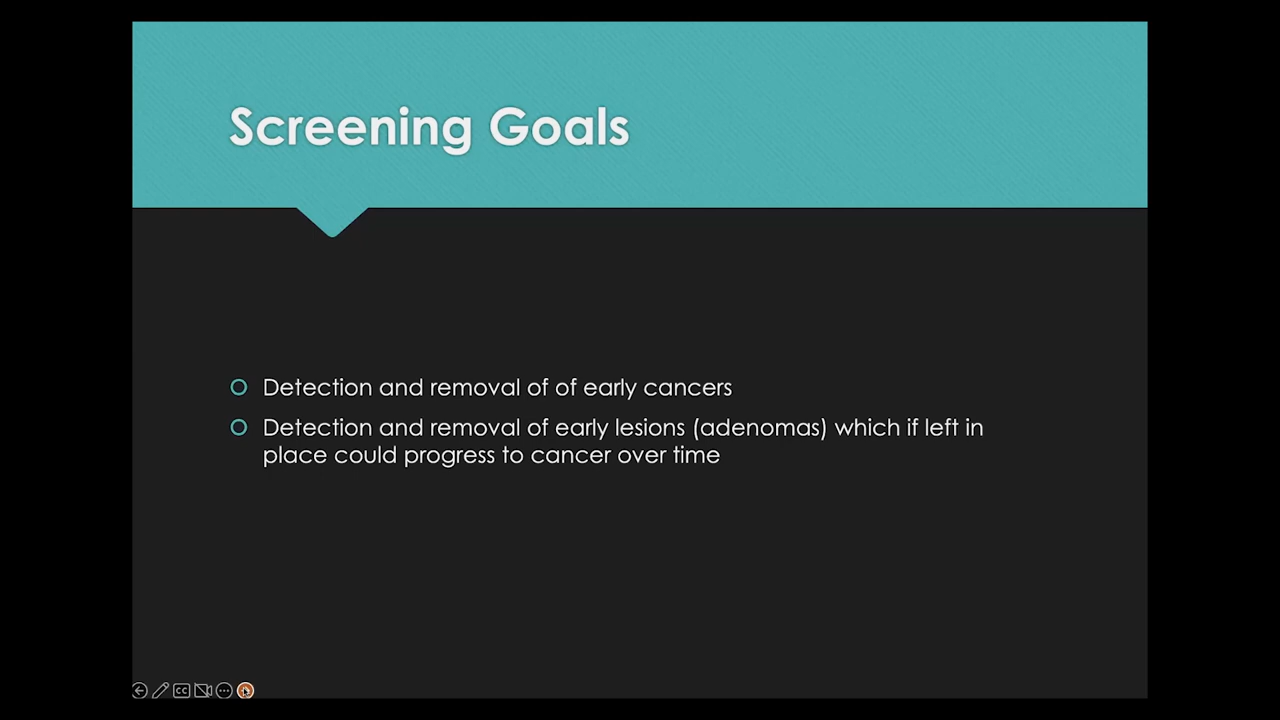 Screening Goals
Detection and removal of of early cancers
Detection and removal of early lesions (adenomas) which if left in
place could progress to cancer over time
CC